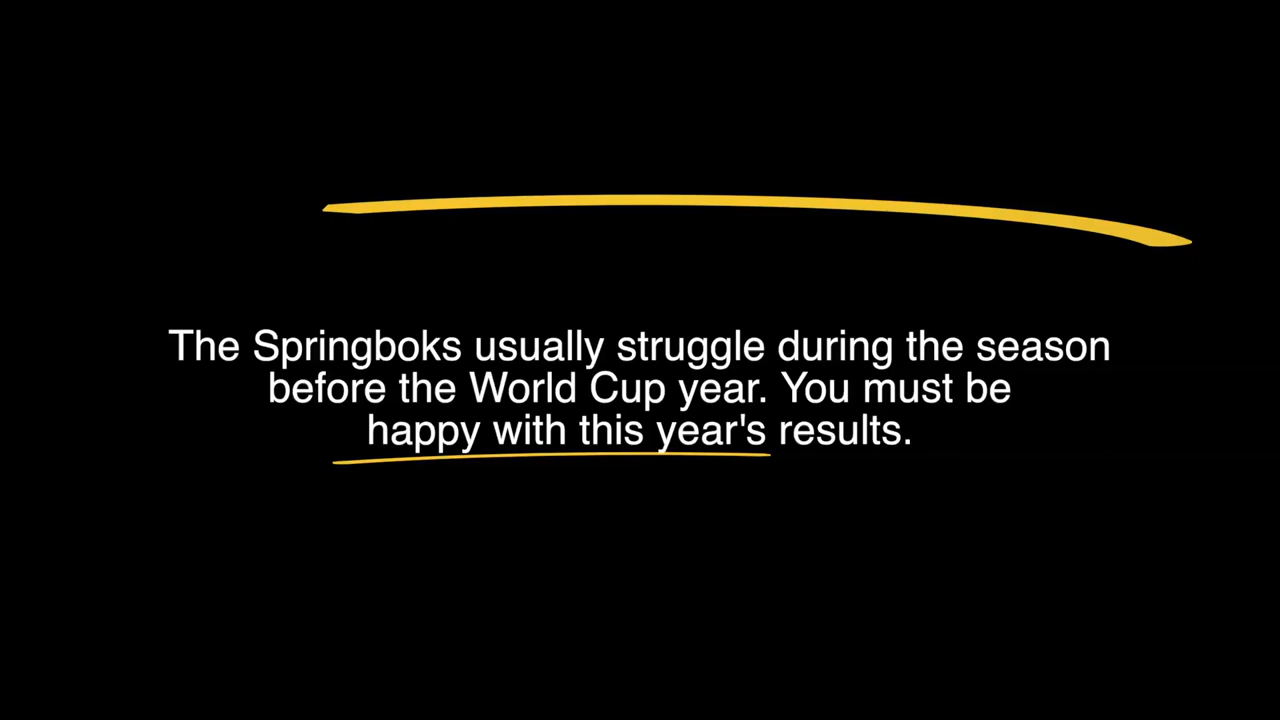 The Springboks usually struggle during the season
before the World Cup year. You must be
happy with this year's results.